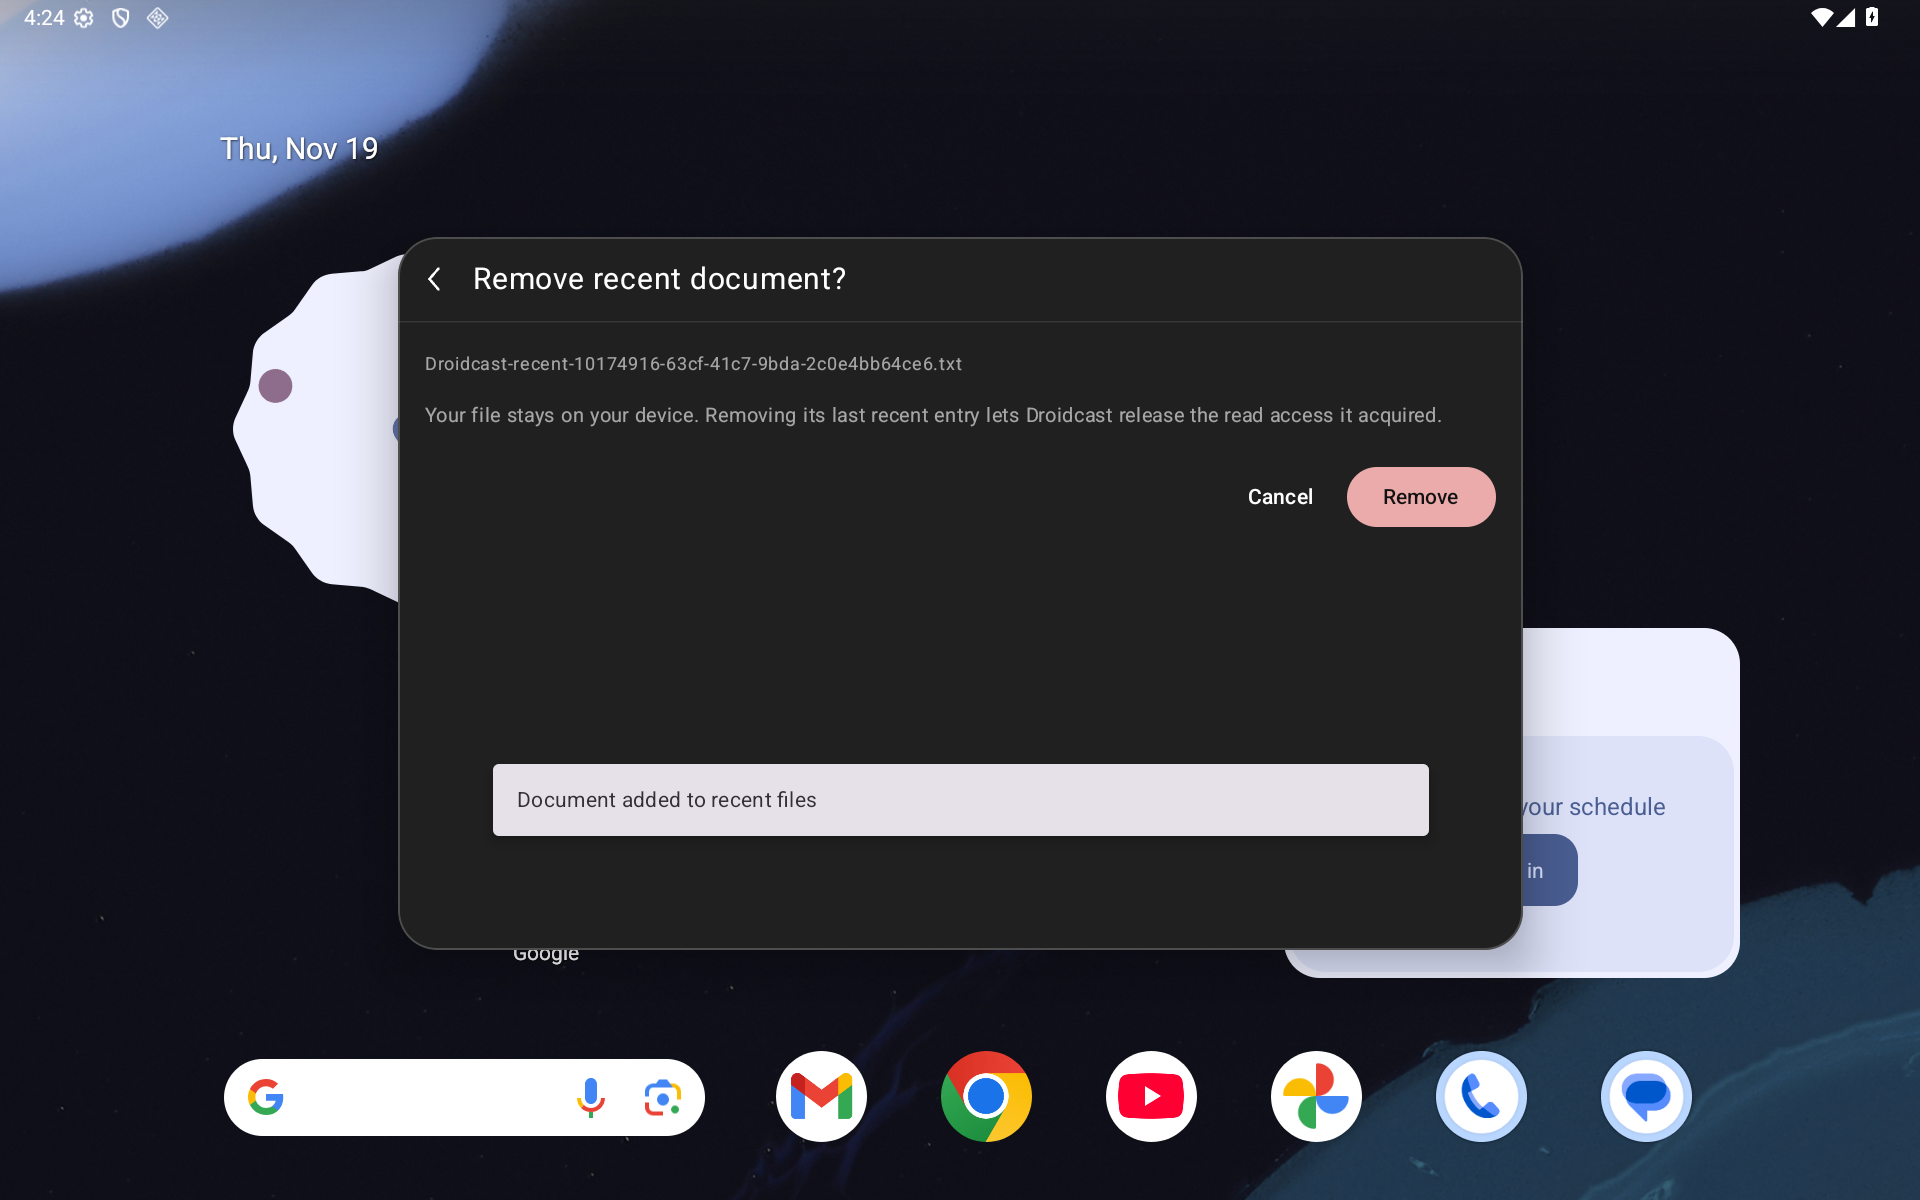 4:24
Thu, Nov 19
Remove recent document?
Droidcast-recent-10174916-63cf-41c7-9bda-2c0e4bb64ce6.txt
Your file stays on your device. Removing its last recent entry lets Droidcast release the read access it acquired.
Cancel
Remove
Document added to recent files
your schedule
in
Google